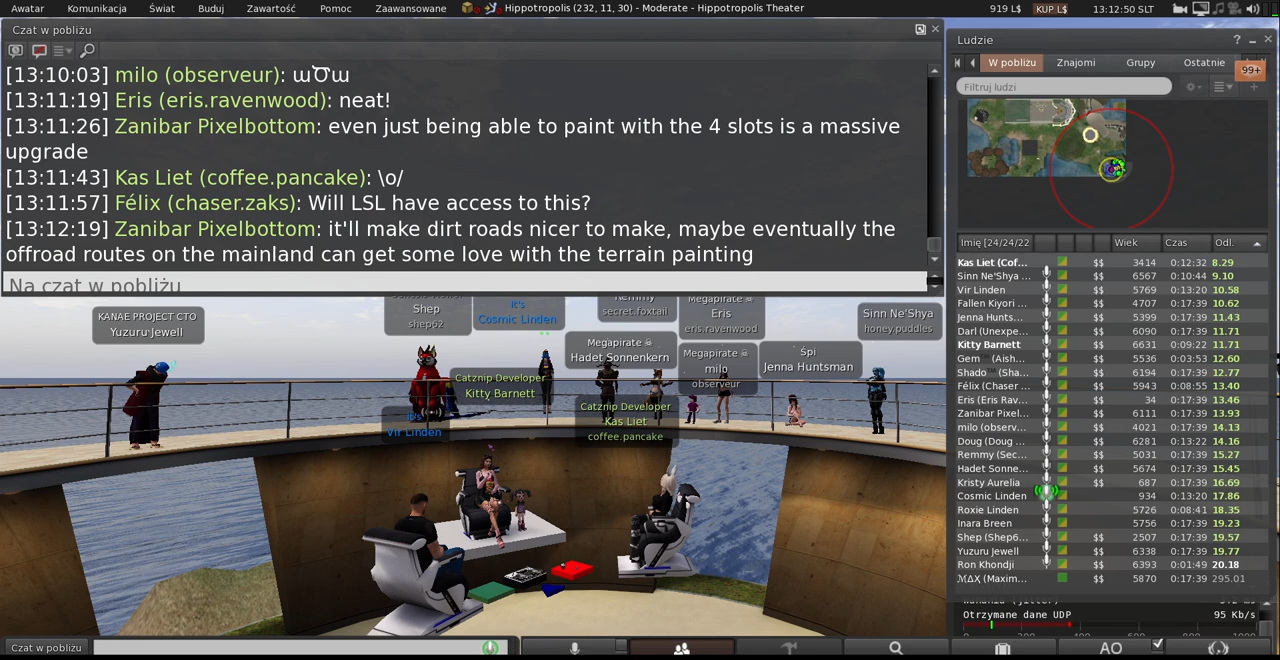 Awatar Komunikacja Świat Buduj Zawartość Pomoc Zaawansowane Hippotropolis (232, 11, 30) - Moderate - Hippotropolis Theater 919 L$ KUP L$ 13:12:50 SLT
Czat w pobliżu
[13:10:03] milo (observeur): ѡOѡ
[13:11:19] Eris (eris.ravenwood): neat!
[13:11:26] Zanibar Pixelbottom: even just being able to paint with the 4 slots is a massive
upgrade
[13:11:43] Kas Liet (coffee.pancake): \o/
[13:11:57] Félix (chaser.zaks): Will LSL have access to this?
[13:12:19] Zanibar Pixelbottom: it'll make dirt roads nicer to make, maybe eventually the
offroad routes on the mainland can get some love with the terrain painting
Na czat w pobliżu
KANAE PROJECT CTO
Yuzuru Jewell
Shep
shep62
It's
Cosmic Linden
Remmy
secret.foxtail
Megapirate ☠
Eris
eris.ravenwood
Sinn Ne'Shya
honey.puddles
Megapirate ☠
Hadet Sonnenkern
Megapirate ☠
milo
observeur
Śpi
Jenna Huntsman
Catznip Developer
Kitty Barnett
It's
Vir Linden
Catznip Developer
Kas Liet
coffee.pancake
Ludzie
W pobliżu Znajomi Grupy Ostatnie
99+
Filtruj ludzi
Imię [24/24/22 Wiek Czas Odl.
Kas Liet (Cof... $$ 3414 0:12:32 8.29
Sinn Ne'Shya ... $$ 6567 0:10:44 9.10
Vir Linden $$ 5769 0:13:20 10.58
Fallen Kiyori ... $$ 4707 0:17:39 10.62
Jenna Hunts... $$ 5399 0:17:39 11.43
Darl (Unexpe... $$ 6090 0:17:39 11.71
Kitty Barnett $$ 6631 0:09:22 11.71
Gem™ (Aish... $$ 5536 0:03:53 12.60
Shado™ (Sha... $$ 6194 0:17:39 12.77
Félix (Chaser ... $$ 5943 0:08:55 13.40
Eris (Eris Rav... $$ 34 0:17:39 13.46
Zanibar Pixel... $$ 6111 0:17:39 13.93
milo (observ... $$ 4021 0:17:39 14.13
Doug (Doug ... $$ 6281 0:13:22 14.16
Remmy (Sec... $$ 5031 0:17:39 15.27
Hadet Sonne... $$ 5674 0:17:39 15.45
Kristy Aurelia $$ 687 0:17:39 16.69
Cosmic Linden 934 0:13:20 17.86
Roxie Linden 5726 0:08:41 18.35
Inara Breen 5756 0:17:39 19.23
Shep (Shep6... $$ 2507 0:17:39 19.57
Yuzuru Jewell $$ 6338 0:17:39 19.77
Ron Khondji $$ 6393 0:01:49 20.18
ℳΔꓫ (Maxim... $$ 5870 0:17:39 295.01
Otrzymane dane UDP 95 Kb/s
Czat w pobliżu
AO